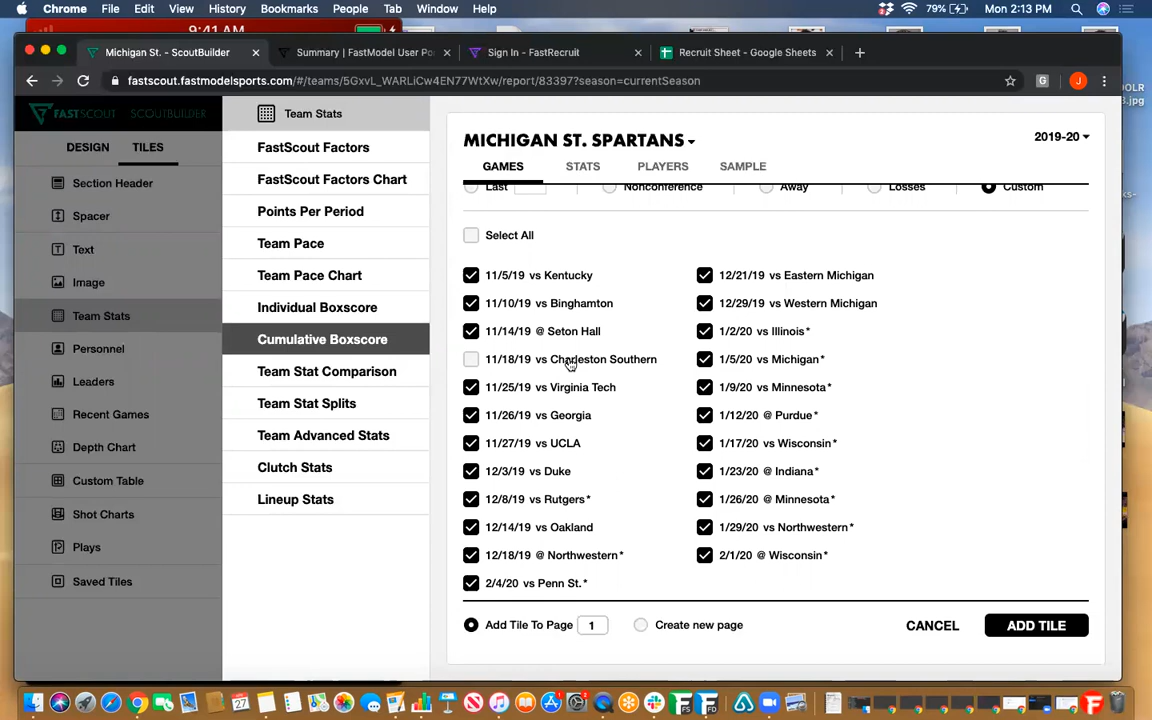 Chrome File Edit View History Bookmarks People Tab Window Help 79% Mon 2:13 PM
9:41 AM
Michigan St. - ScoutBuilder Summary | FastModel User Po Sign In - FastRecruit Recruit Sheet - Google Sheets
fastscout.fastmodelsports.com/#/teams/5GxvL_WARLiCw4EN77WtXw/report/83397?season=currentSeason
G J
FASTSCOUT SCOUTBUILDER
DESIGN TILES
Section Header
Spacer
Text
Image
Team Stats
Personnel
Leaders
Recent Games
Depth Chart
Custom Table
Shot Charts
Plays
Saved Tiles
Team Stats
FastScout Factors
FastScout Factors Chart
Points Per Period
Team Pace
Team Pace Chart
Individual Boxscore
Cumulative Boxscore
Team Stat Comparison
Team Stat Splits
Team Advanced Stats
Clutch Stats
Lineup Stats
MICHIGAN ST. SPARTANS 2019-20
GAMES STATS PLAYERS SAMPLE
Last Nonconference Away Losses Custom
Select All
11/5/19 vs Kentucky 12/21/19 vs Eastern Michigan
11/10/19 vs Binghamton 12/29/19 vs Western Michigan
11/14/19 @ Seton Hall 1/2/20 vs Illinois*
11/18/19 vs Charleston Southern 1/5/20 vs Michigan*
11/25/19 vs Virginia Tech 1/9/20 vs Minnesota*
11/26/19 vs Georgia 1/12/20 @ Purdue*
11/27/19 vs UCLA 1/17/20 vs Wisconsin*
12/3/19 vs Duke 1/23/20 @ Indiana*
12/8/19 vs Rutgers* 1/26/20 @ Minnesota*
12/14/19 vs Oakland 1/29/20 vs Northwestern*
12/18/19 @ Northwestern* 2/1/20 @ Wisconsin*
2/4/20 vs Penn St.*
Add Tile To Page 1 Create new page CANCEL ADD TILE